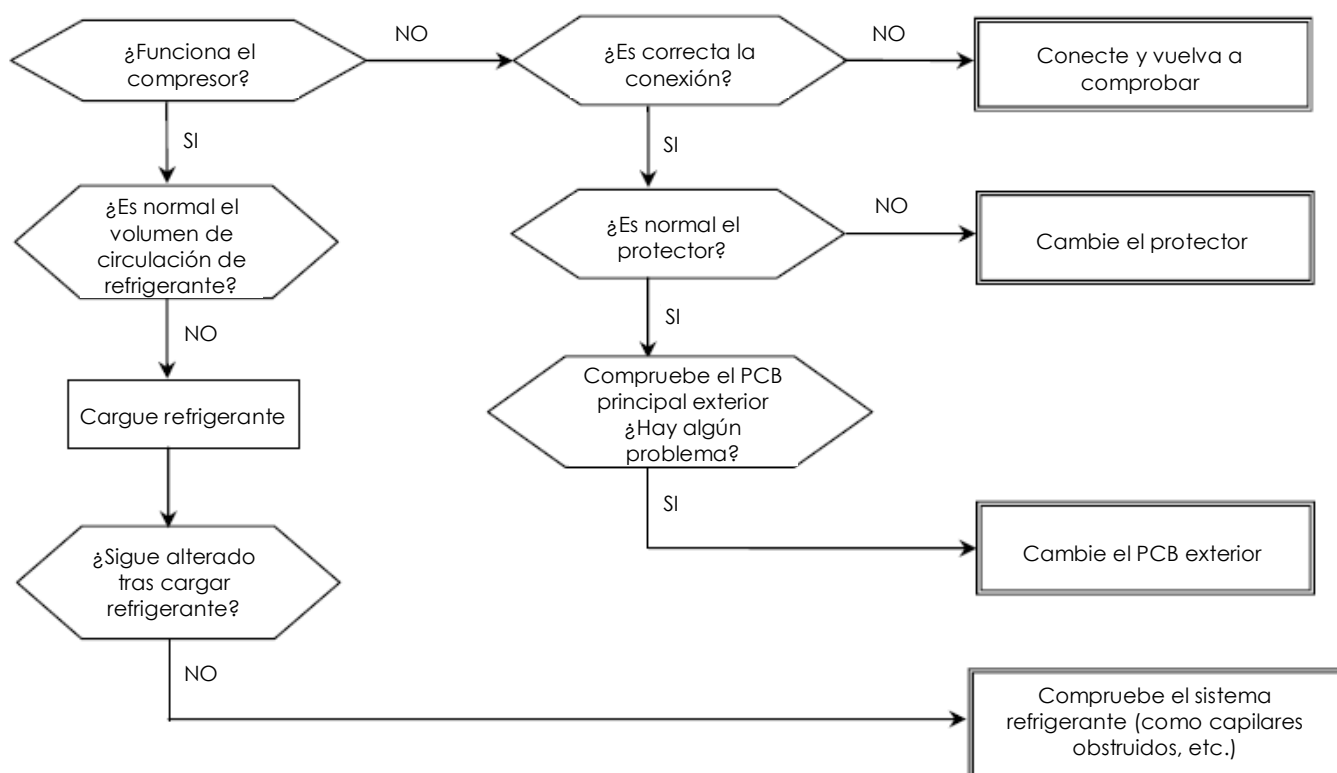 ¿Funciona el
compresor?
NO
¿Es correcta la
conexión?
NO
Conecte y vuelva a
comprobar
SI
SI
¿Es normal el
volumen de
circulación de
refrigerante?
¿Es normal el
protector?
NO
Cambie el protector
NO
SI
Cargue refrigerante
Compruebe el PCB
principal exterior
¿Hay algún
problema?
SI
¿Sigue alterado
tras cargar
refrigerante?
Cambie el PCB exterior
NO
Compruebe el sistema
refrigerante (como capilares
obstruidos, etc.)